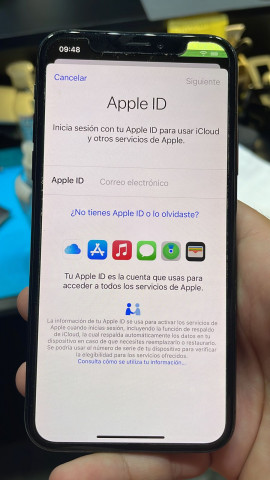 09:48
Cancelar
Siguiente
Apple ID
Inicia sesión con tu Apple ID para usar iCloud
y otros servicios de Apple.
Apple ID Correo electrónico
¿No tienes Apple ID o lo olvidaste?
Tu Apple ID es la cuenta que usas para
acceder a todos los servicios de Apple.
La información de tu Apple ID se usa para activar los servicios de
Apple cuando inicias sesión, incluyendo la función de respaldo
de iCloud, la cual respalda automáticamente los datos en tu
dispositivo en caso de que necesites reemplazarlo o restaurarlo.
Se podría usar el número de serie de tu dispositivo para verificar
la elegibilidad para los servicios ofrecidos.
Consulta cómo se utiliza tu información...